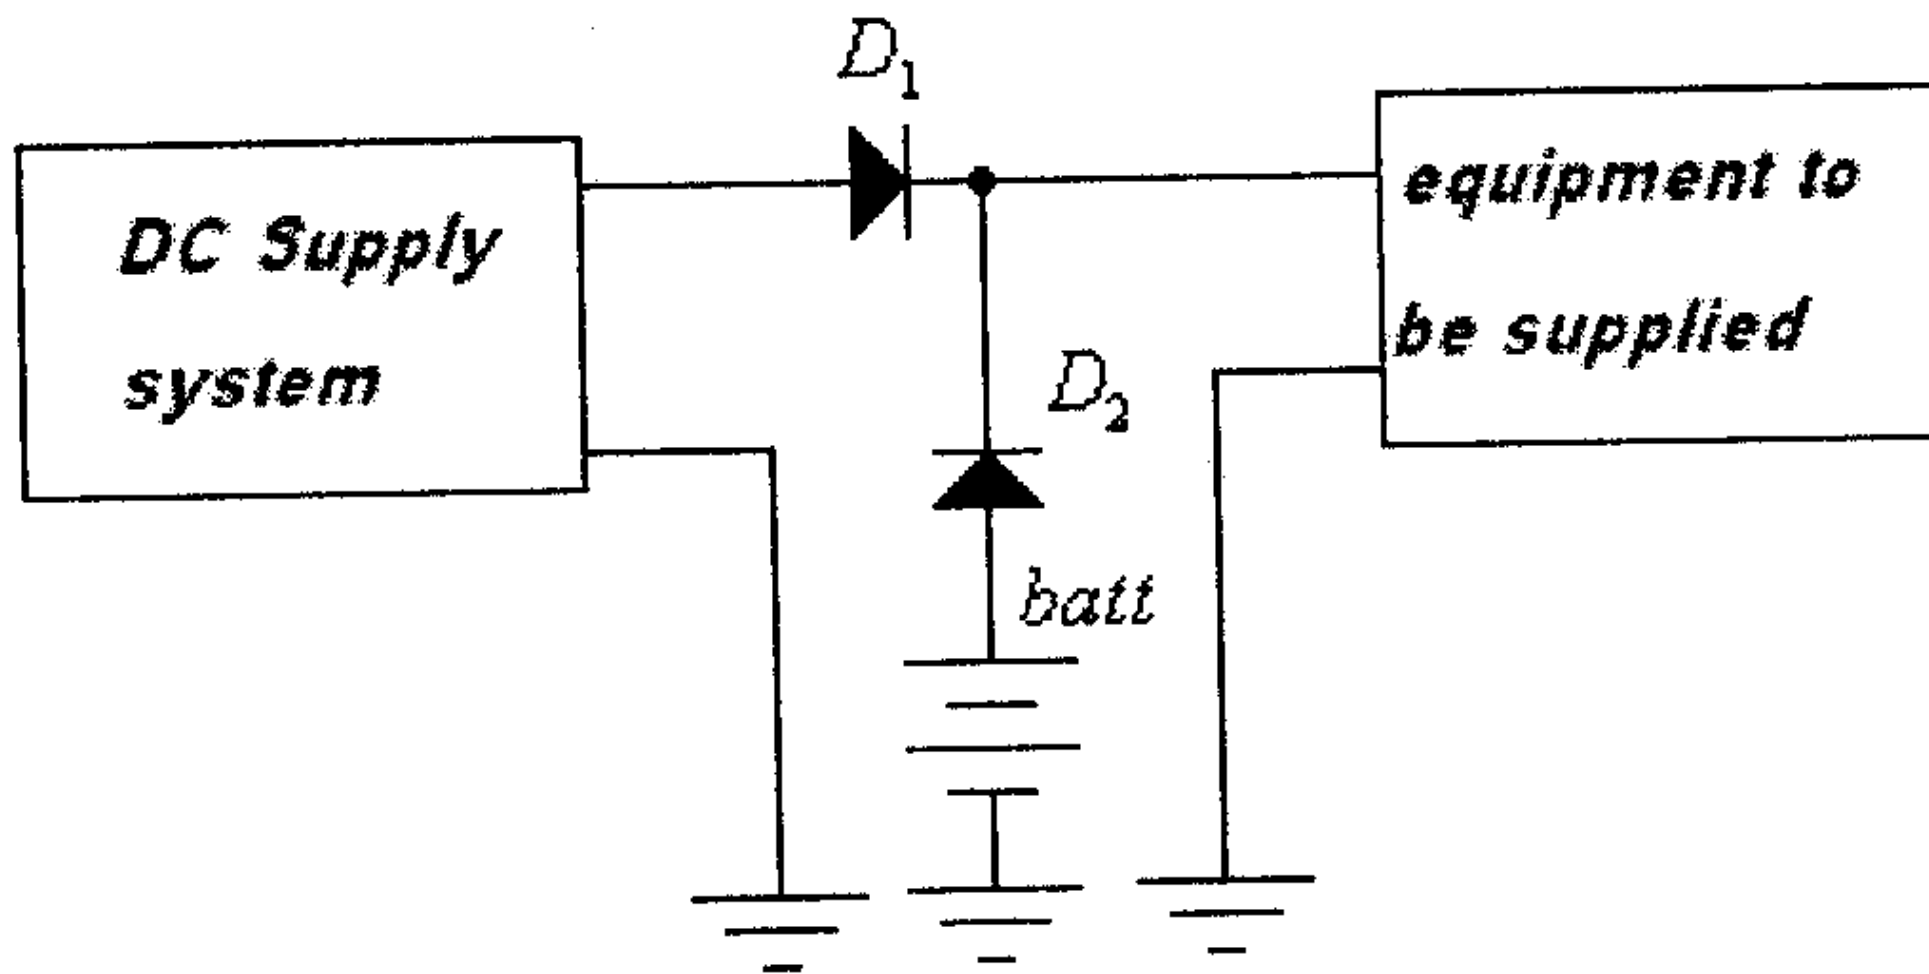 D₁
DC Supply
system
equipment to
be supplied
D₂
batt